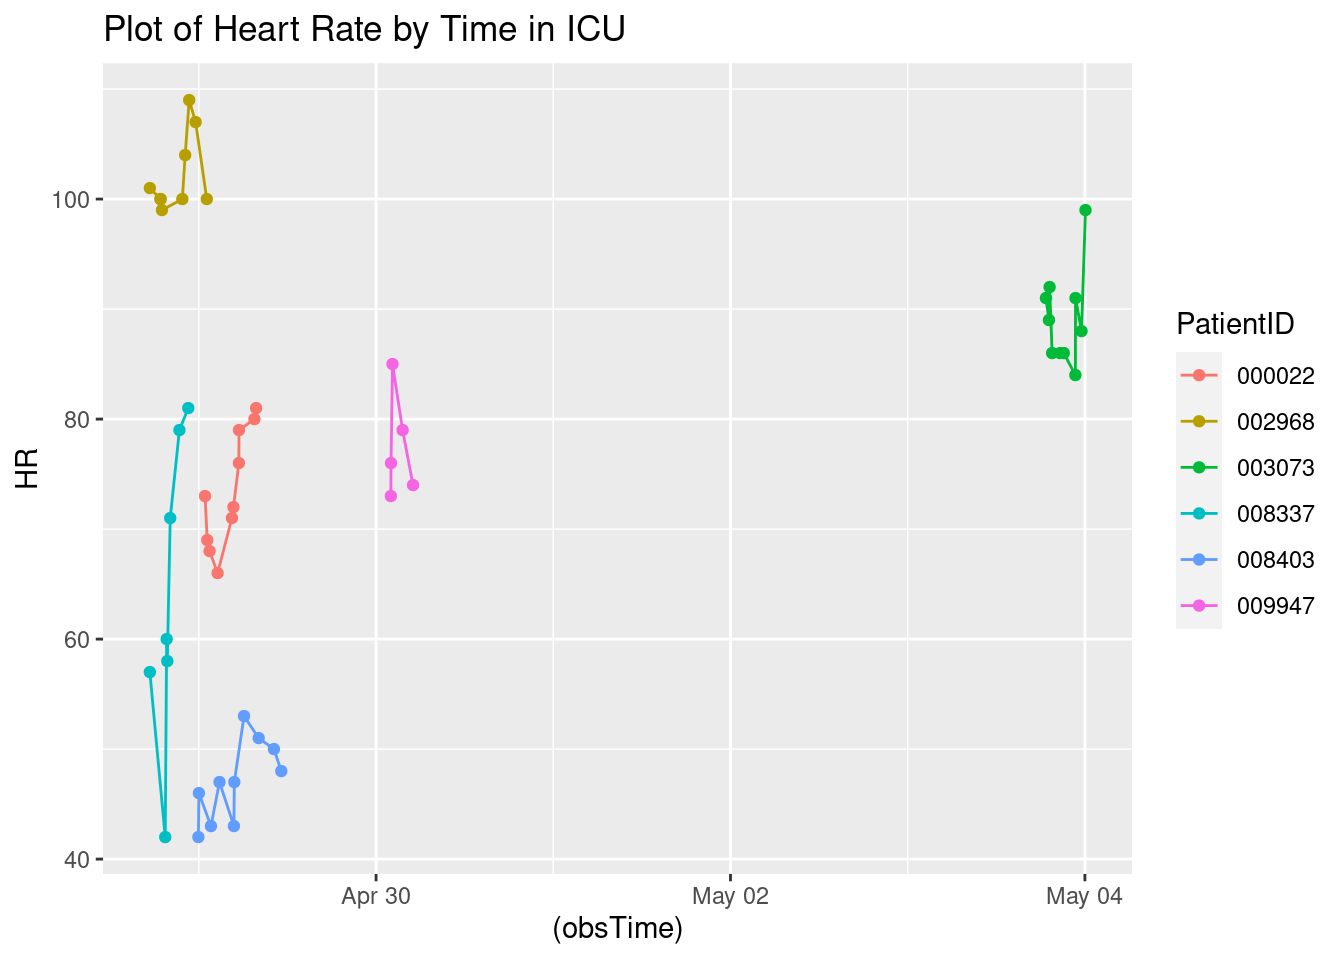 Plot of Heart Rate by Time in ICU
100
80
60
40
HR
Apr 30
May 02
May 04
(obsTime)
PatientID
000022
002968
003073
008337
008403
009947